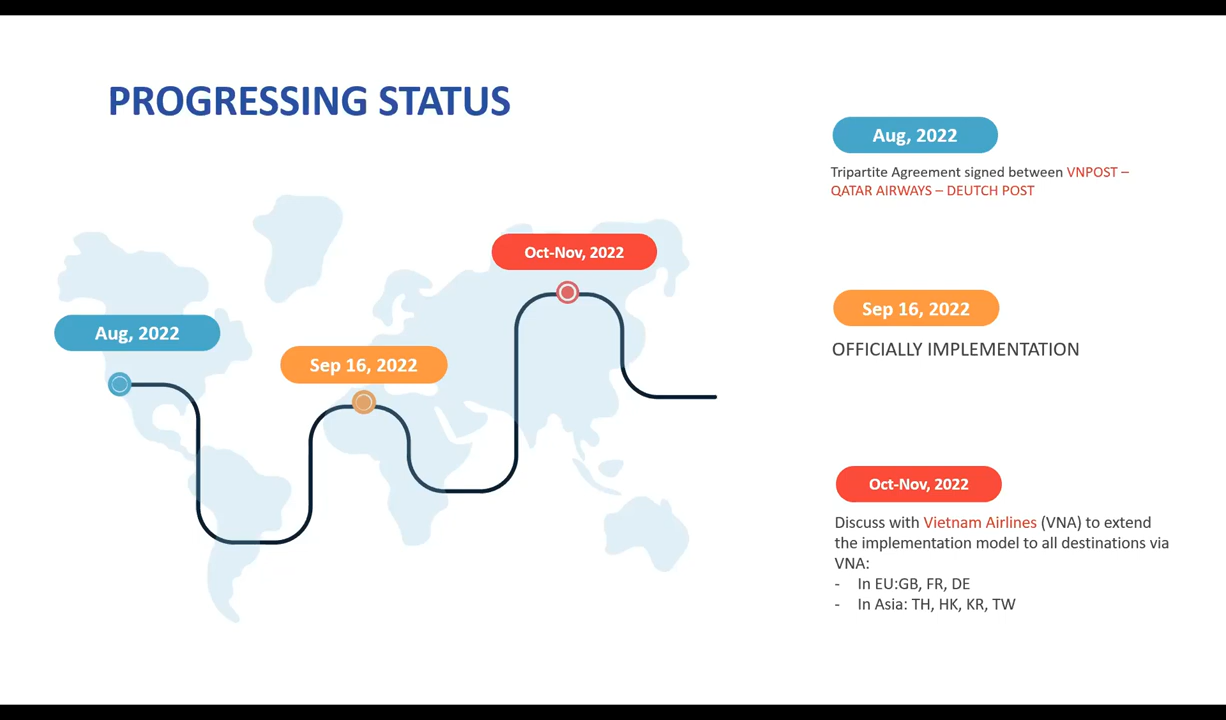 PROGRESSING STATUS
Aug, 2022
Sep 16, 2022
Oct-Nov, 2022
Aug, 2022
Tripartite Agreement signed between VNPOST –
QATAR AIRWAYS – DEUTCH POST
Sep 16, 2022
OFFICIALLY IMPLEMENTATION
Oct-Nov, 2022
Discuss with Vietnam Airlines (VNA) to extend
the implementation model to all destinations via
VNA:
- In EU:GB, FR, DE
- In Asia: TH, HK, KR, TW